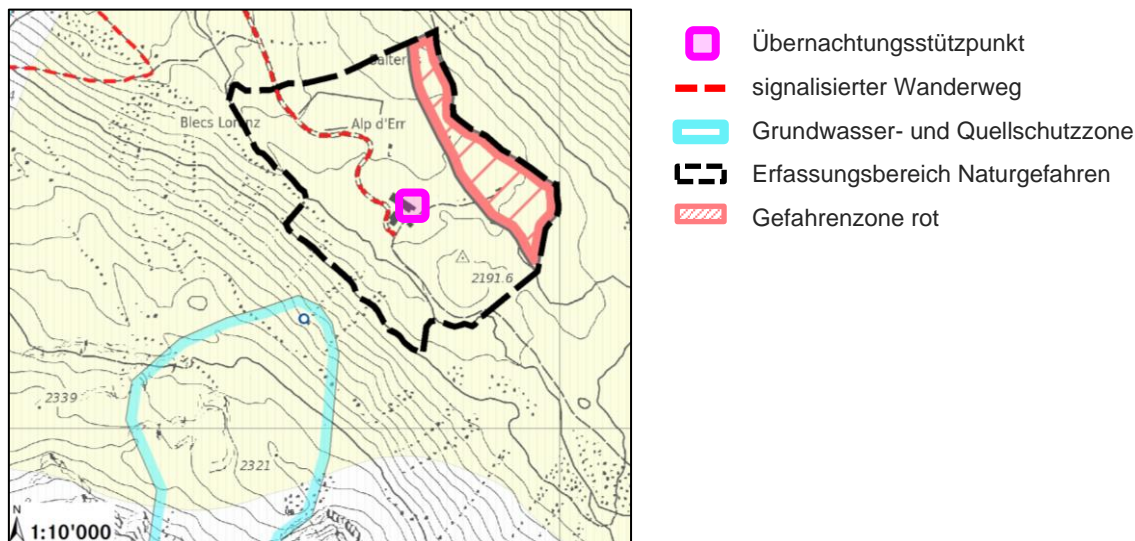 Alp d'Err
Blecs Lorenz
2191.6
2339
2321
N
1:10'000
Übernachtungsstützpunkt
signalisierter Wanderweg
Grundwasser- und Quellschutzzone
Erfassungsbereich Naturgefahren
Gefahrenzone rot